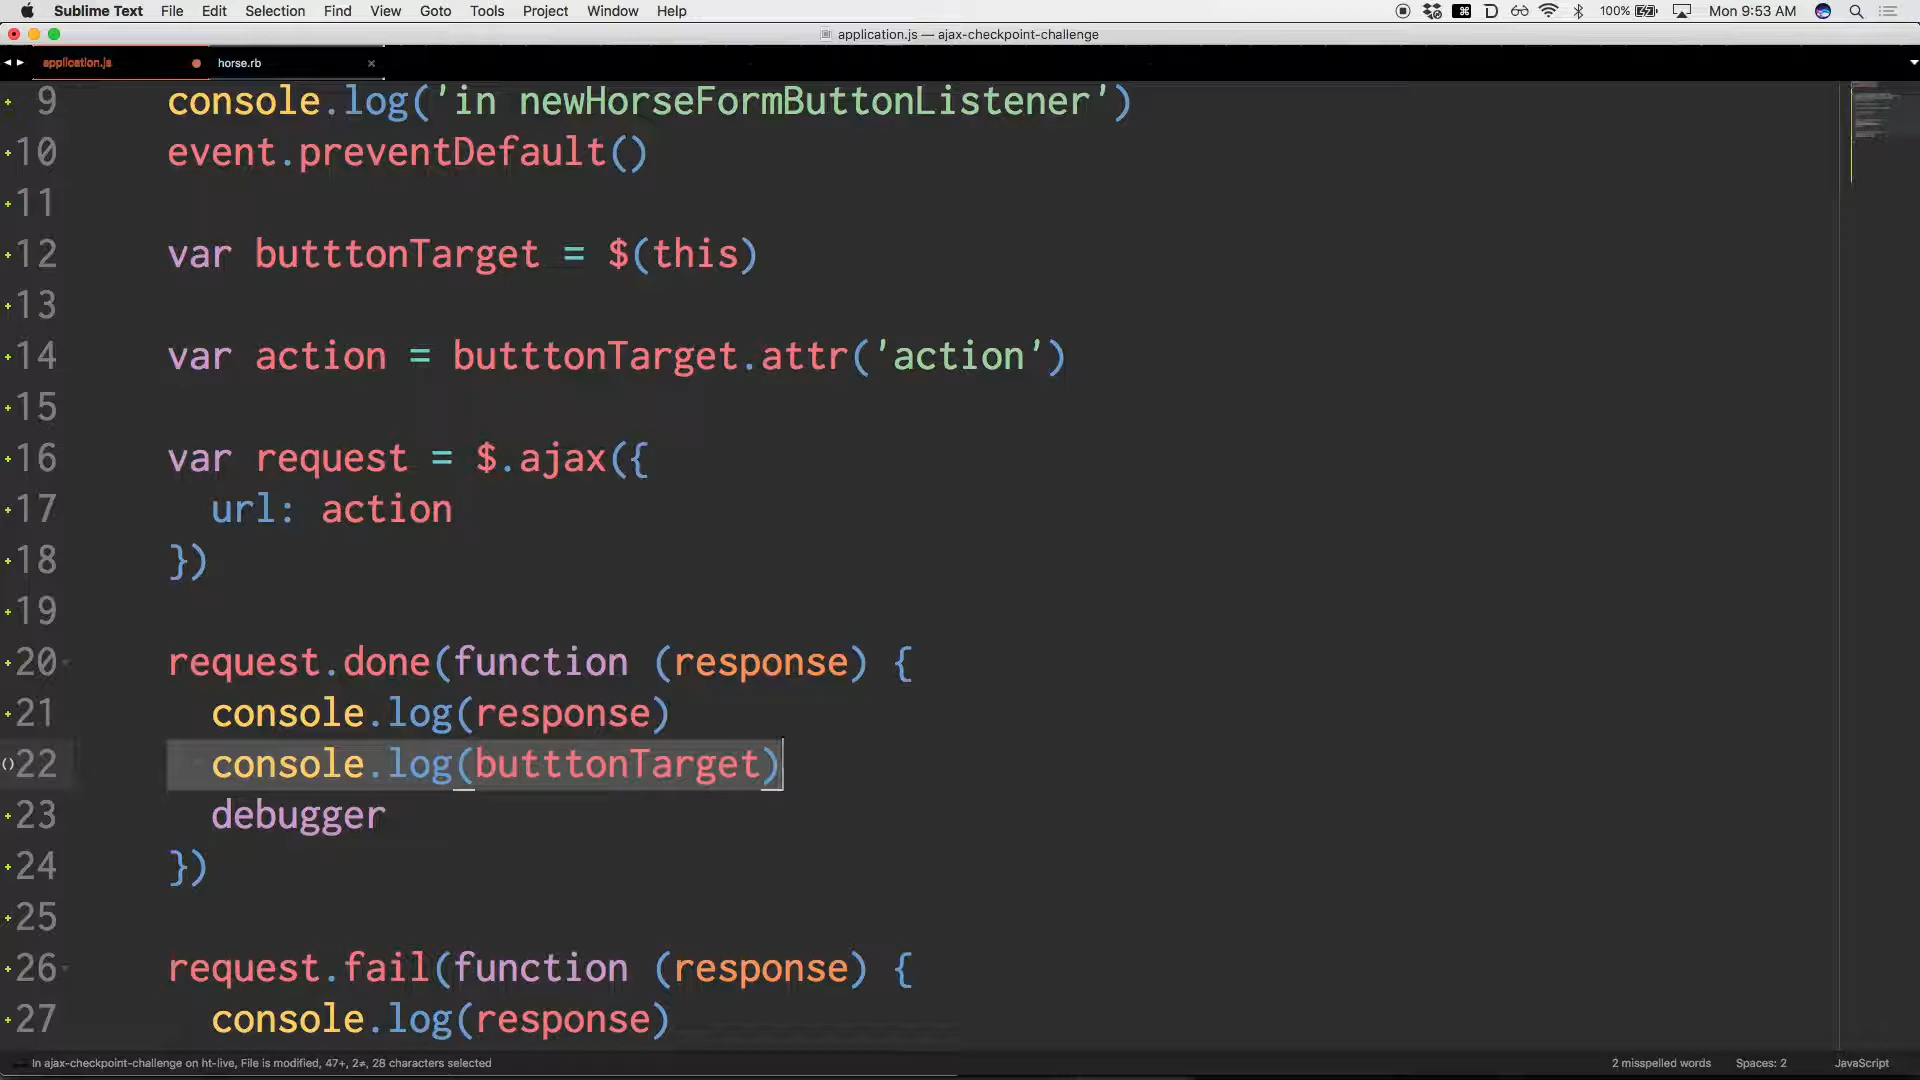 Sublime Text File Edit Selection Find View Goto Tools Project Window Help 100% Mon 9:53 AM
application.js — ajax-checkpoint-challenge
application.js horse.rb
9 console.log('in newHorseFormButtonListener')
10 event.preventDefault()
11
12 var butttonTarget = $(this)
13
14 var action = butttonTarget.attr('action')
15
16 var request = $.ajax({
17 url: action
18 })
19
20 request.done(function (response) {
21 console.log(response)
22 console.log(butttonTarget)
23 debugger
24 })
25
26 request.fail(function (response) {
27 console.log(response)
In ajax-checkpoint-challenge on ht-live, File is modified, 47+, 2≠, 28 characters selected 2 misspelled words Spaces: 2 JavaScript